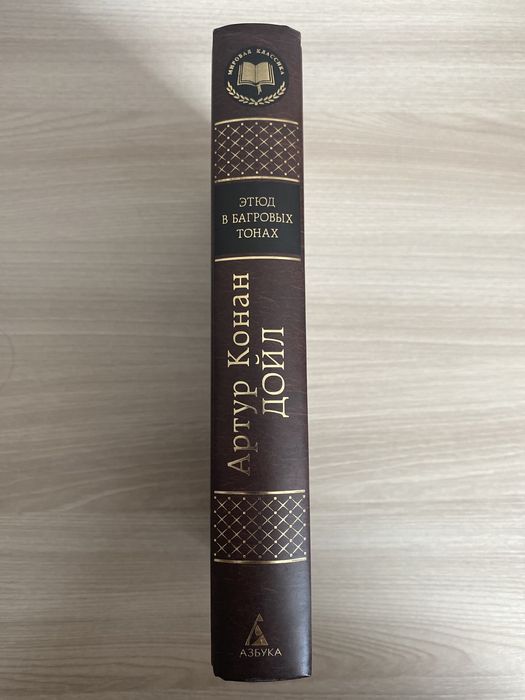 МИРОВАЯ КЛАССИКА
ЭТЮД
В БАГРОВЫХ
ТОНАХ
Артур Конан
ДОЙЛ
АЗБУКА